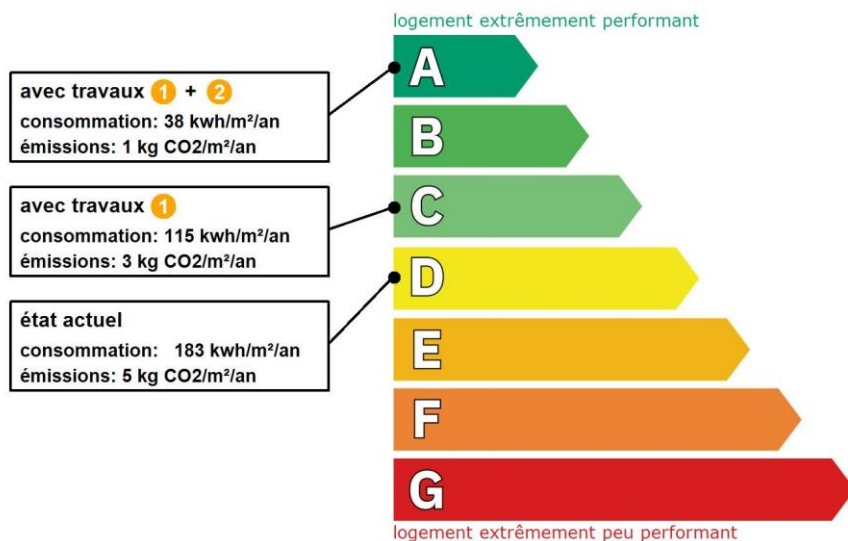 logement extrêmement performant
A
avec travaux 1 + 2
consommation: 38 kwh/m²/an
émissions: 1 kg CO2/m²/an
B
avec travaux 1
consommation: 115 kwh/m²/an
émissions: 3 kg CO2/m²/an
C
D
état actuel
consommation: 183 kwh/m²/an
émissions: 5 kg CO2/m²/an
E
F
G
logement extrêmement peu performant